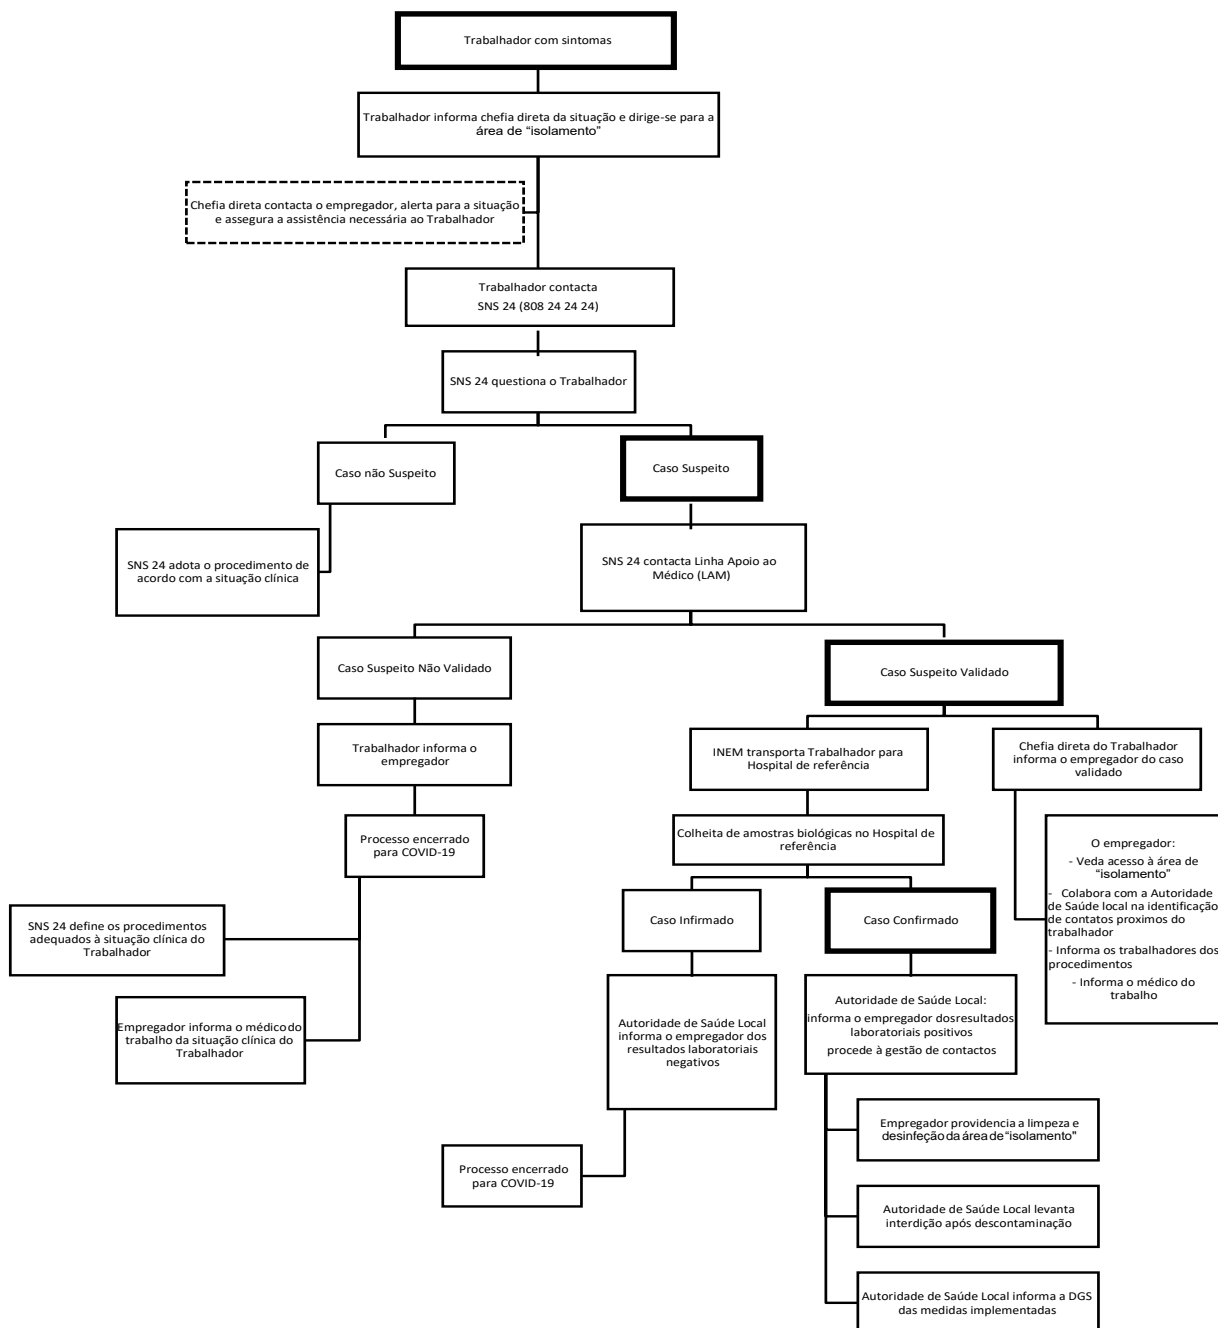 Trabalhador com sintomas
Trabalhador informa chefia direta da situação e dirige-se para a
área de “isolamento”
Chefia direta contacta o empregador, alerta para a situação
e assegura a assistência necessária ao Trabalhador
Trabalhador contacta
SNS 24 (808 24 24 24)
SNS 24 questiona o Trabalhador
Caso não Suspeito
Caso Suspeito
SNS 24 adota o procedimento de
acordo com a situação clínica
SNS 24 contacta Linha Apoio ao
Médico (LAM)
Caso Suspeito Não Validado
Caso Suspeito Validado
Trabalhador informa o
empregador
INEM transporta Trabalhador para
Hospital de referência
Chefia direta do Trabalhador
informa o empregador do caso
validado
Processo encerrado
para COVID-19
Colheita de amostras biológicas no Hospital de
referência
O empregador:
- Veda acesso à área de
“isolamento”
- Colabora com a Autoridade
de Saúde local na identificação
de contatos proximos do
trabalhador
- Informa os trabalhadores dos
procedimentos
- Informa o médico do
trabalho
SNS 24 define os procedimentos
adequados à situação clínica do
Trabalhador
Caso Infirmado
Caso Confirmado
Empregador informa o médico do
trabalho da situação clínica do
Trabalhador
Autoridade de Saúde Local
informa o empregador dos
resultados laboratoriais
negativos
Autoridade de Saúde Local:
informa o empregador dosresultados
laboratoriais positivos
procede à gestão de contactos
Processo encerrado
para COVID-19
Empregador providencia a limpeza e
desinfeção da área de “isolamento”
Autoridade de Saúde Local levanta
interdição após descontaminação
Autoridade de Saúde Local informa a DGS
das medidas implementadas